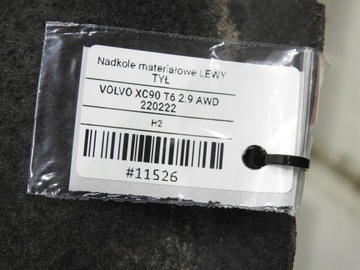 Nadkole materiałowe LEWY
TYŁ
VOLVO XC90 T6 2.9 AWD
220222
H2
#11526